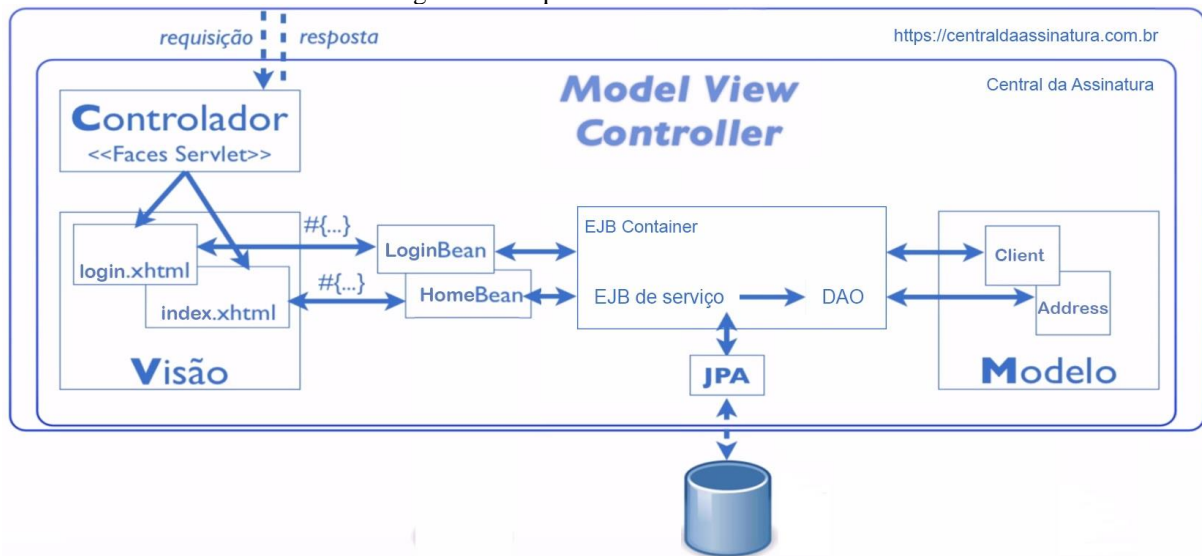 requisição
resposta
https://centraldaassinatura.com.br
Central da Assinatura
Model View
Controller
Controlador
<<Faces Servlet>>
#{...}
login.xhtml
LoginBean
#{...}
index.xhtml
HomeBean
Visão
EJB Container
EJB de serviço
DAO
JPA
Client
Address
Modelo